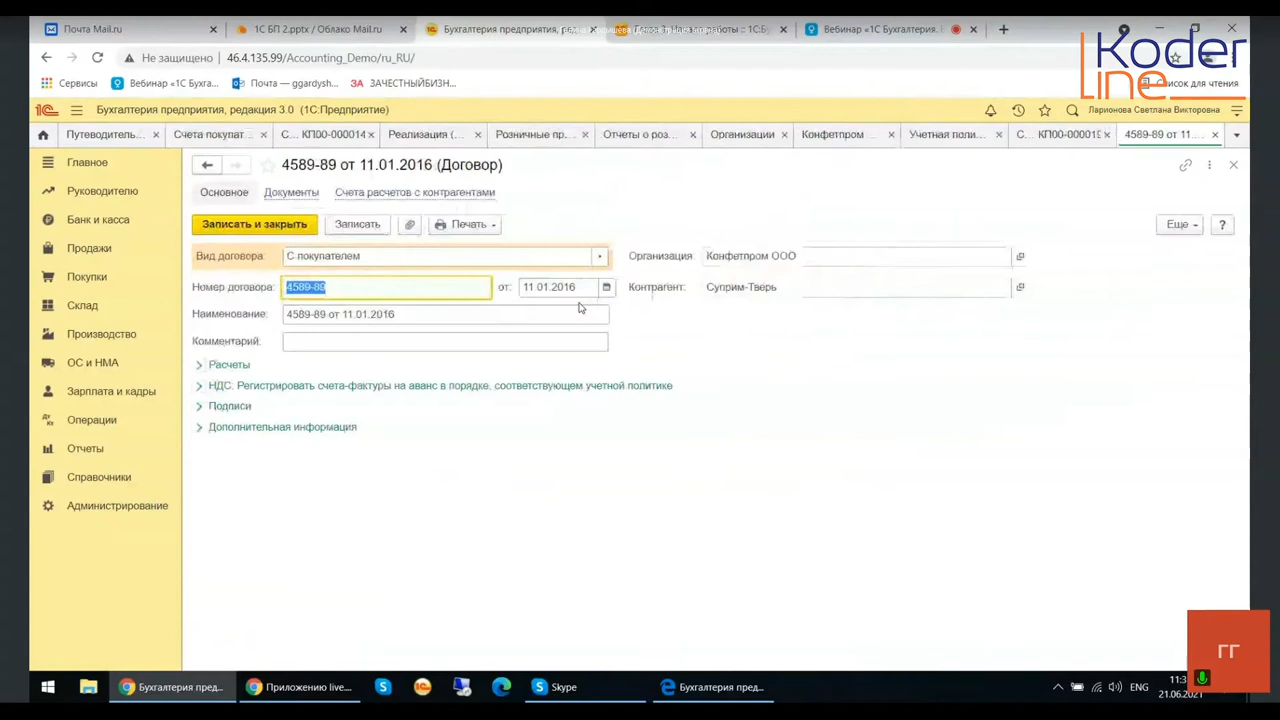 Почта Mail.ru
1С БП 2.pptx / Облако Mail.ru
Бухгалтерия предприятия,
Вебинар «1С Бухгалтерия.
Не защищено
46.4.135.99/Accounting_Demo/ru_RU/
Koder
line
Сервисы
Вебинар «1С Бухга...
Почта — ggardysh...
ЗА ЗАЧЕСТНЫЙБИЗН...
Список для чтения
Бухгалтерия предприятия, редакция 3.0 (1С:Предприятие)
Ларионова Светлана Викторовна
Путеводитель...
Счета покупат...
С... КП00-000014
Реализация (...
Розничные пр...
Отчеты о роз...
Организации
Конфетпром ...
Учетная поли...
С... КП00-000019
4589-89 от 11....
Главное
Руководителю
Банк и касса
Продажи
Покупки
Склад
Производство
ОС и НМА
Зарплата и кадры
Операции
Отчеты
Справочники
Администрирование
4589-89 от 11.01.2016 (Договор)
Основное
Документы
Счета расчетов с контрагентами
Записать и закрыть
Записать
Печать
Еще
?
Вид договора:
С покупателем
Организация:
Конфетпром ООО
Номер договора:
4589-89
от:
11.01.2016
Контрагент:
Суприм-Тверь
Наименование:
4589-89 от 11.01.2016
Комментарий:
Расчеты
НДС: Регистрировать счета-фактуры на аванс в порядке, соответствующем учетной политике
Подписи
Дополнительная информация
ГГ
Бухгалтерия пред...
Приложению live....
Skype
Бухгалтерия пред...
ENG
11:3
21.06.202